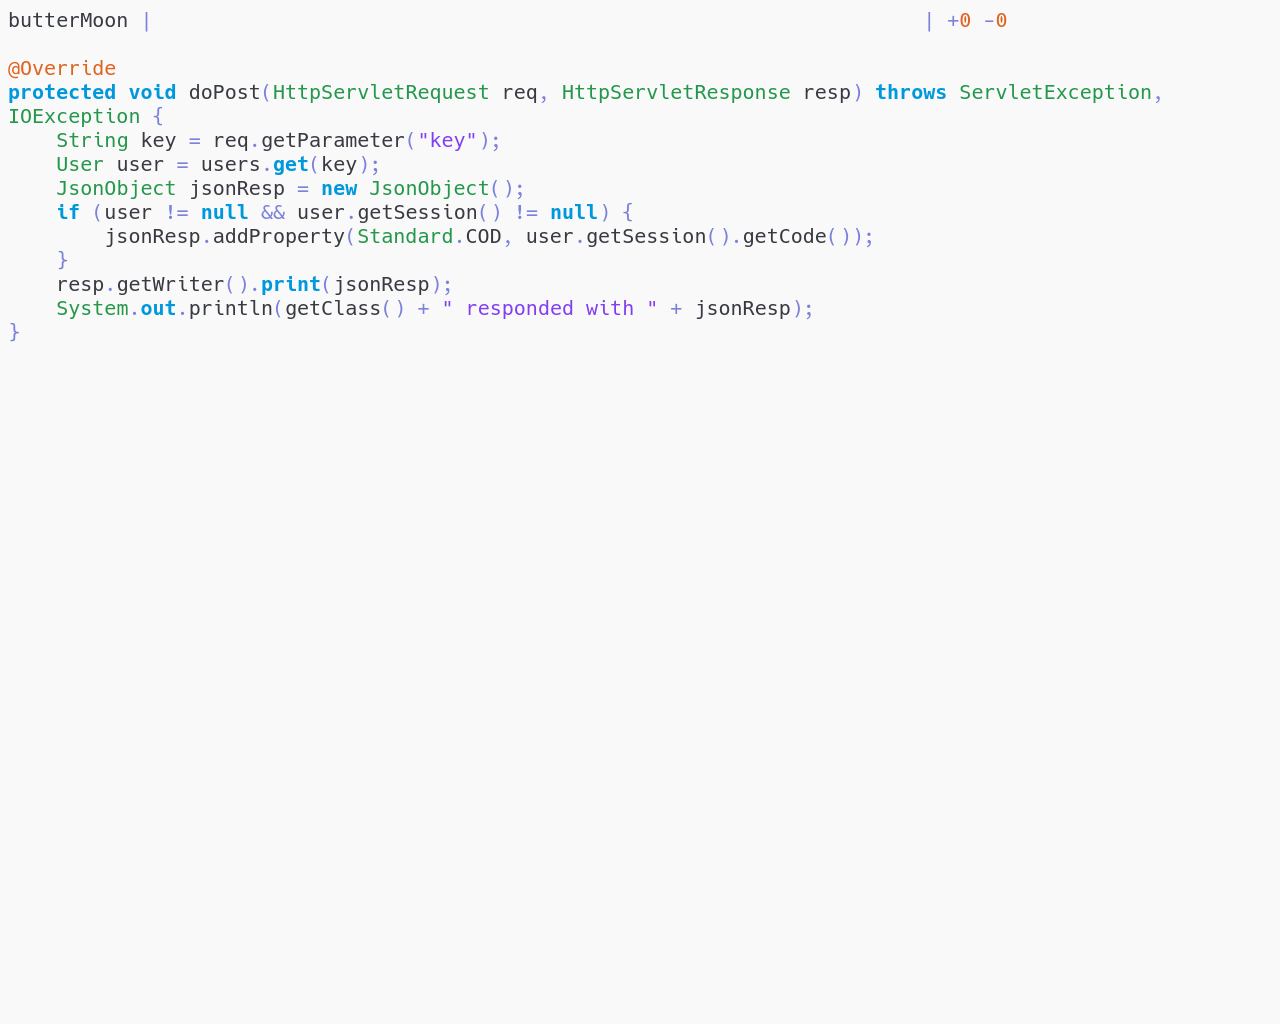 butterMoon | | +0 -0
@Override
protected void doPost(HttpServletRequest req, HttpServletResponse resp) throws ServletException,
IOException {
    String key = req.getParameter("key");
    User user = users.get(key);
    JsonObject jsonResp = new JsonObject();
    if (user != null && user.getSession() != null) {
        jsonResp.addProperty(Standard.COD, user.getSession().getCode());
    }
    resp.getWriter().print(jsonResp);
    System.out.println(getClass() + " responded with " + jsonResp);
}